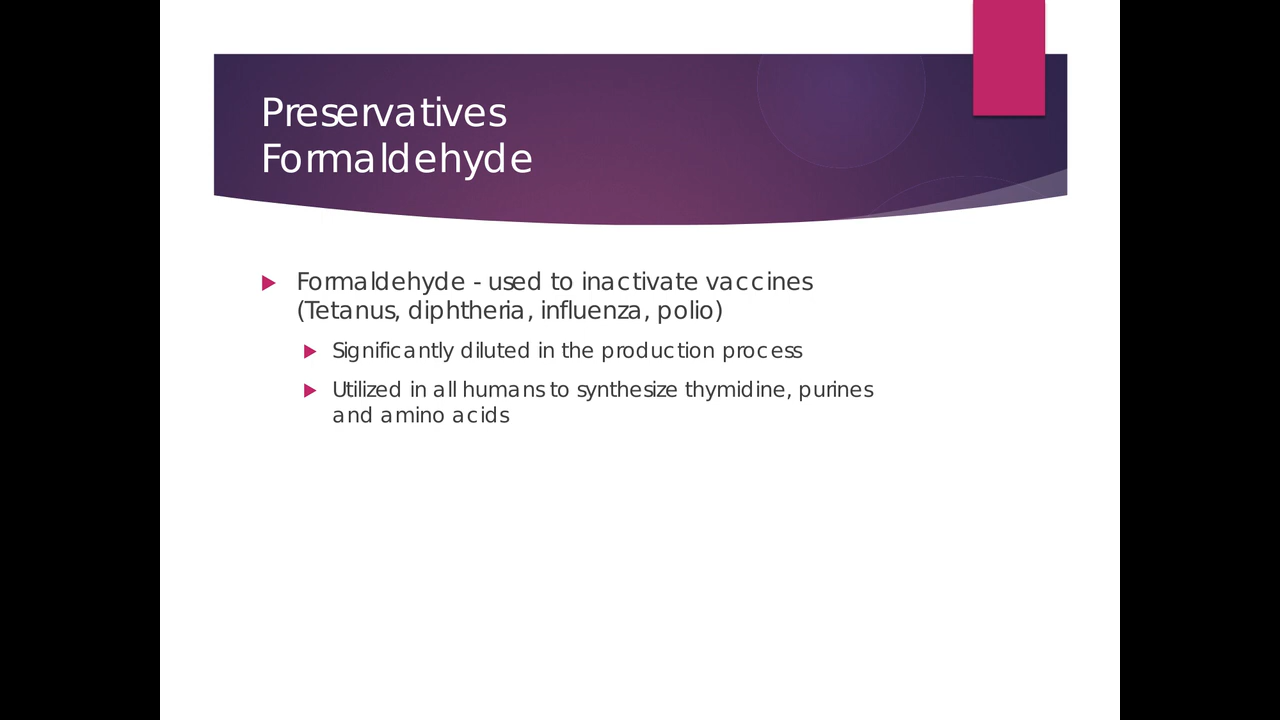 Preservatives
Formaldehyde
Formaldehyde - used to inactivate vaccines
(Tetanus, diphtheria, influenza, polio)
Significantly diluted in the production process
Utilized in all humans to synthesize thymidine, purines
and amino acids